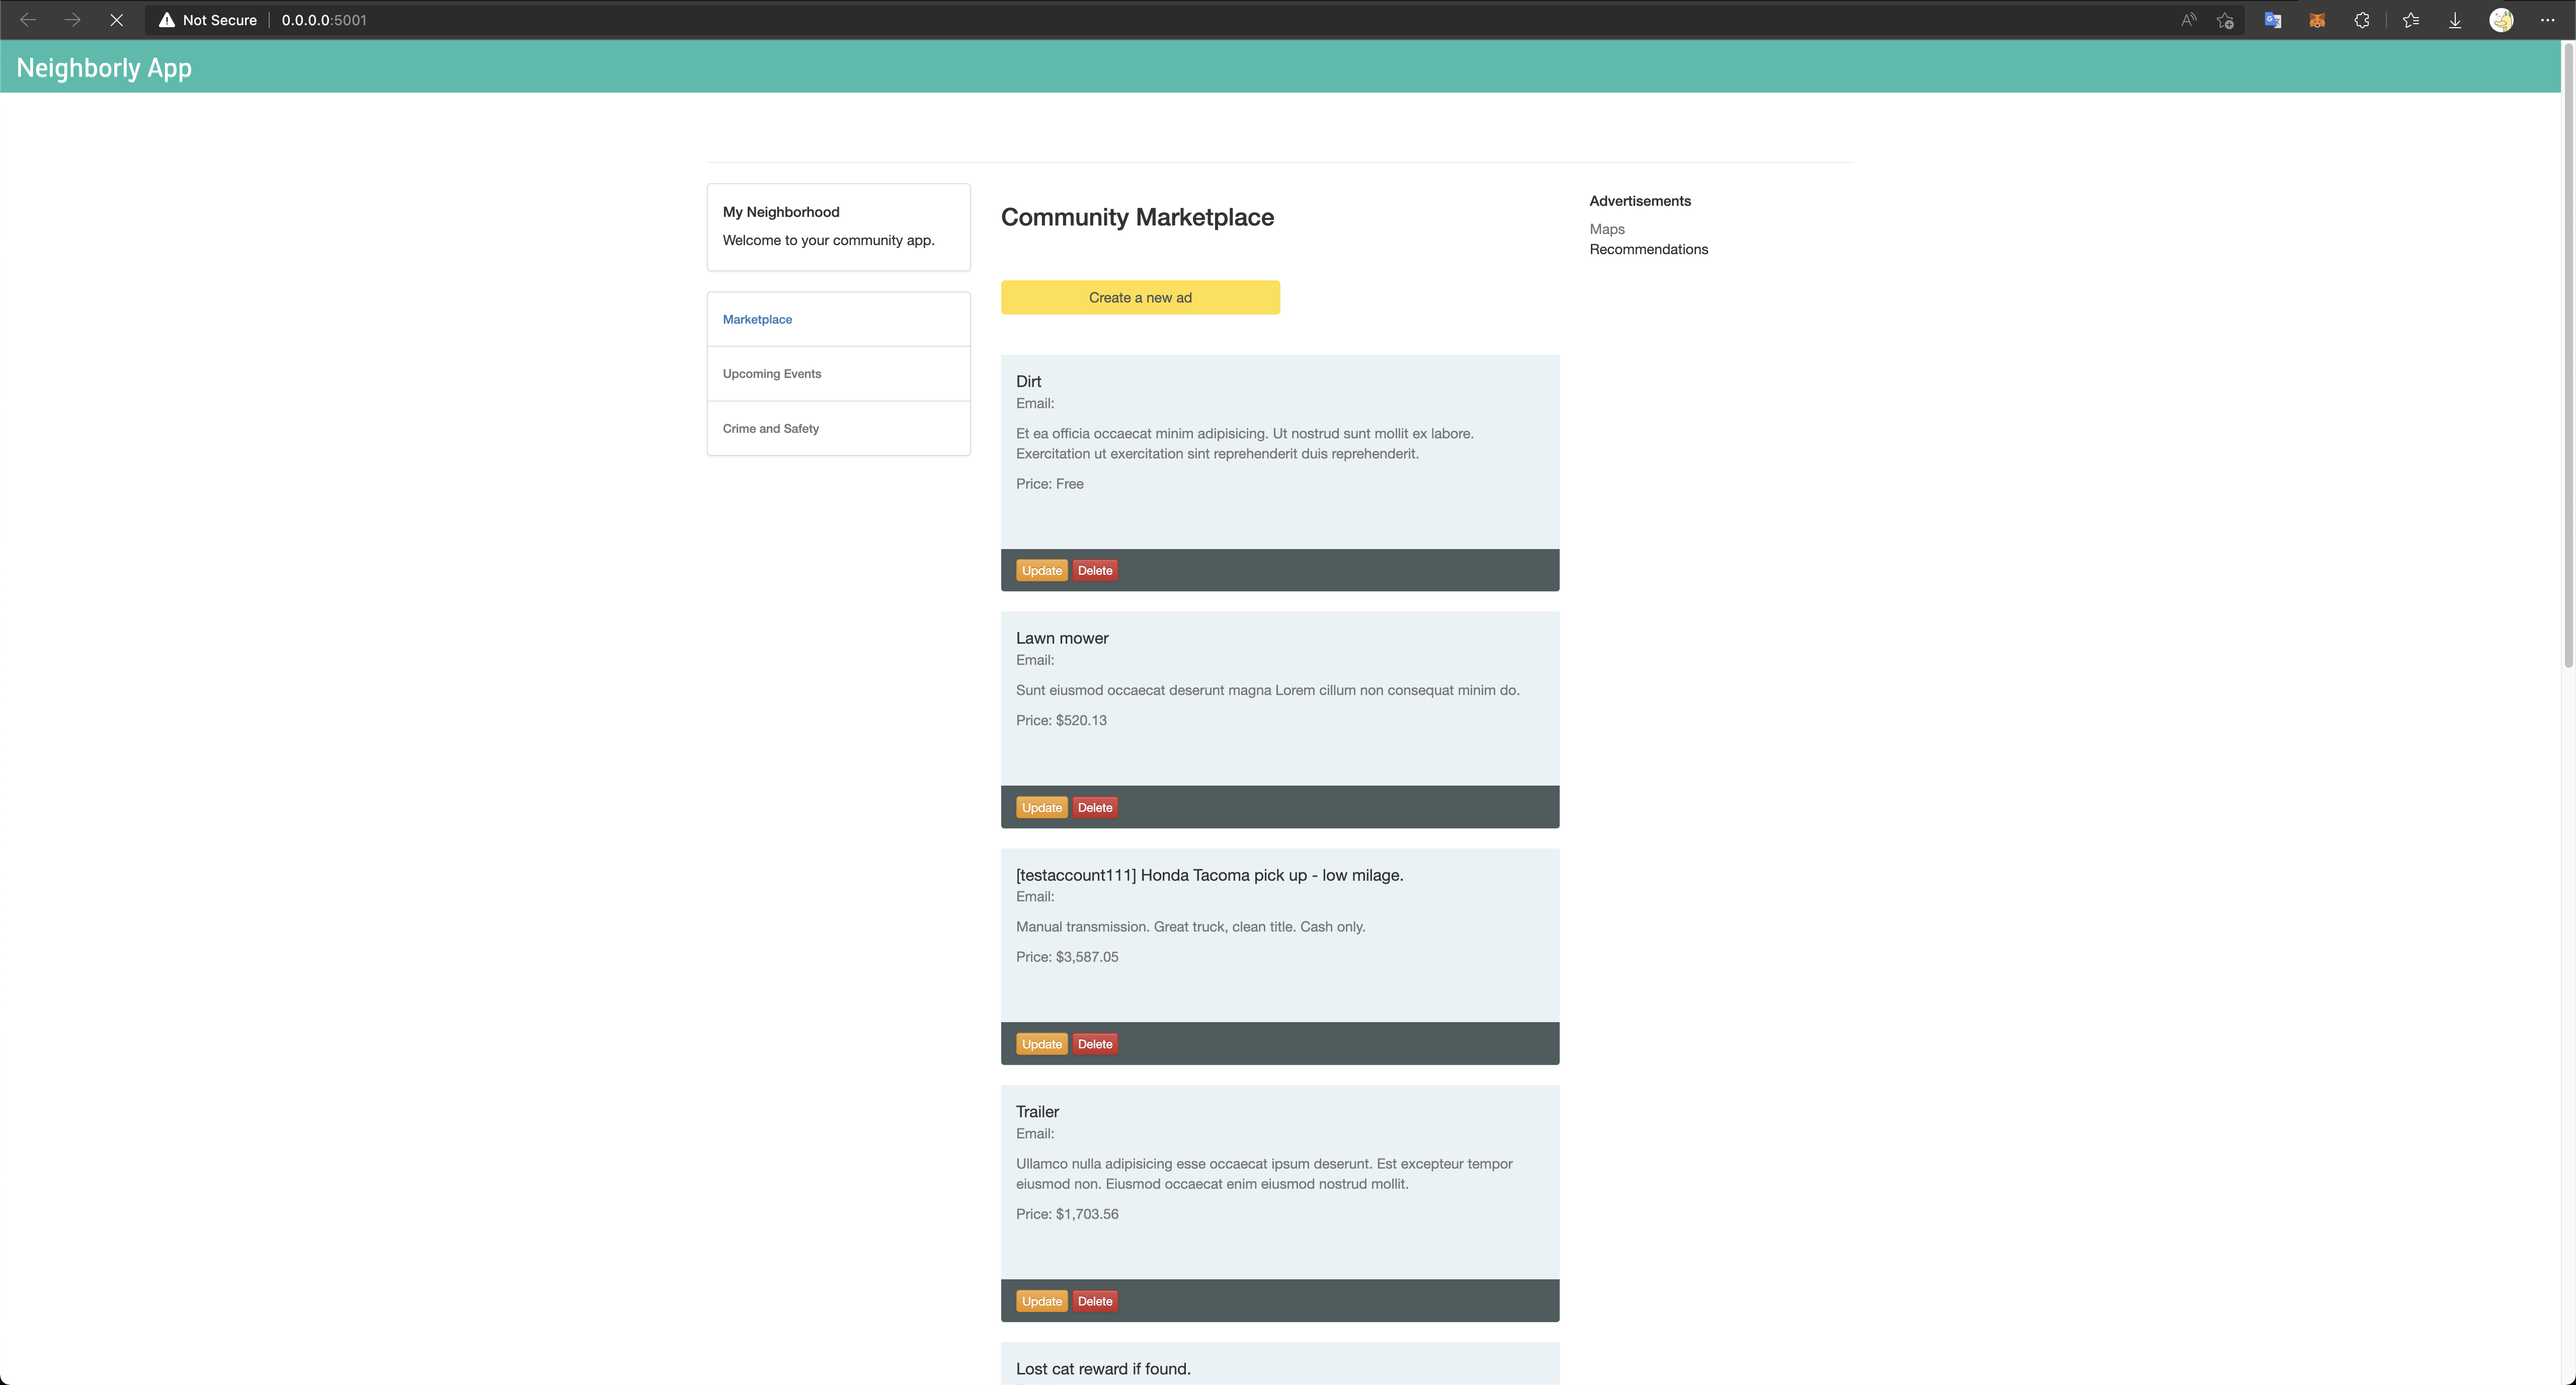 Not Secure
0.0.0.0:5001
Neighborly App
My Neighborhood
Welcome to your community app.
Marketplace
Upcoming Events
Crime and Safety
Community Marketplace
Create a new ad
Dirt
Email:
Et ea officia occaecat minim adipisicing. Ut nostrud sunt mollit ex labore.
Exercitation ut exercitation sint reprehenderit duis reprehenderit.
Price: Free
Update Delete
Lawn mower
Email:
Sunt eiusmod occaecat deserunt magna Lorem cillum non consequat minim do.
Price: $520.13
Update Delete
[testaccount111] Honda Tacoma pick up - low milage.
Email:
Manual transmission. Great truck, clean title. Cash only.
Price: $3,587.05
Update Delete
Trailer
Email:
Ullamco nulla adipisicing esse occaecat ipsum deserunt. Est excepteur tempor
eiusmod non. Eiusmod occaecat enim eiusmod nostrud mollit.
Price: $1,703.56
Update Delete
Lost cat reward if found.
Advertisements
Maps
Recommendations